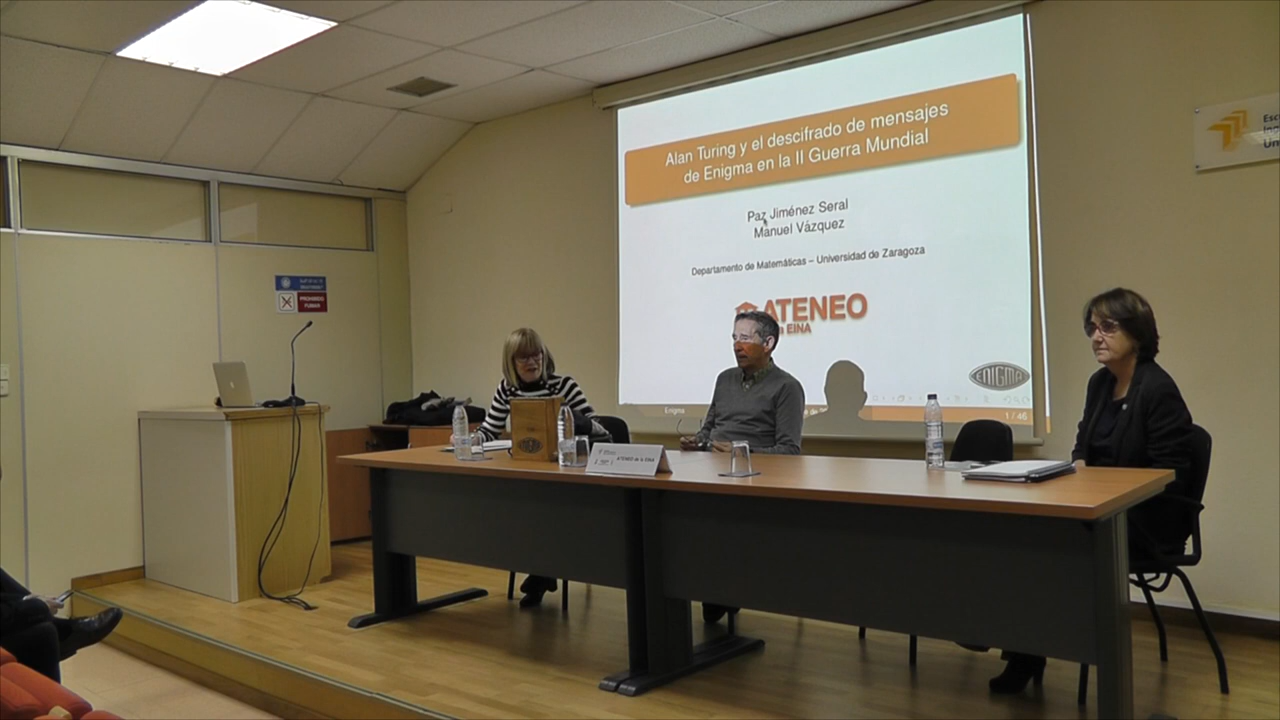 Alan Turing y el descifrado de mensajes
de Enigma en la II Guerra Mundial
Paz Jiménez Seral
Manuel Vázquez
Departamento de Matemáticas – Universidad de Zaragoza
ATENEO
EINA
ENIGMA
Enigma
1 / 46
PROHIBIDO
FUMAR
ATENEO de la EINA